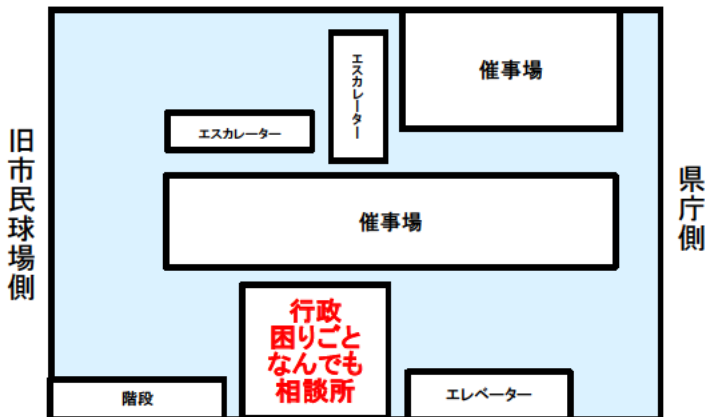 エスカレーター
催事場
エスカレーター
旧市民球場側
県庁側
催事場
行政
困りごと
なんでも
相談所
階段
エレベーター